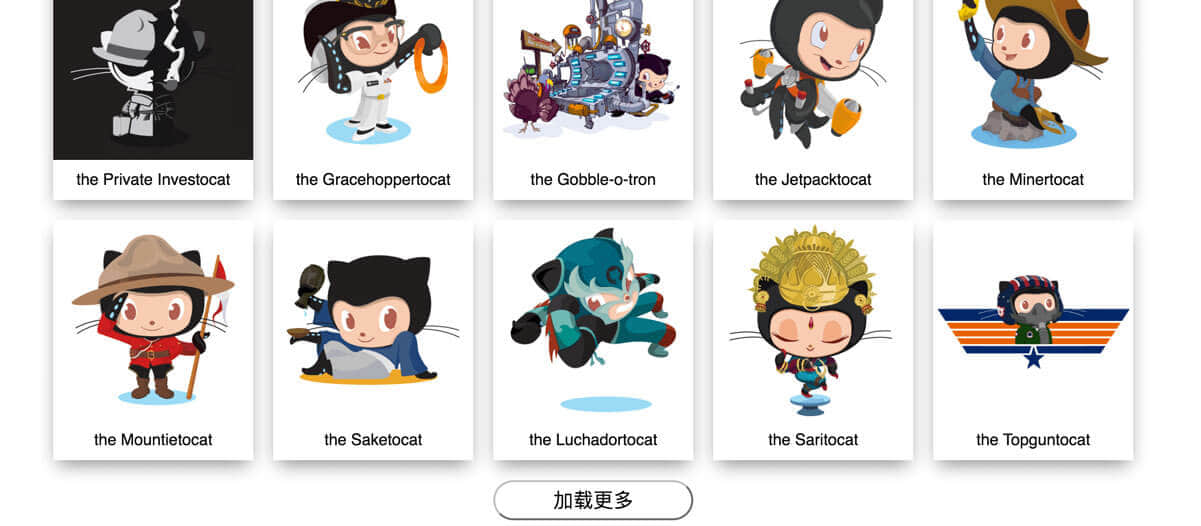 the Private Investocat
the Gracehoppertocat
the Gobble-o-tron
the Jetpacktocat
the Minertocat
the Mountietocat
the Saketocat
the Luchadortocat
the Saritocat
the Topguntocat
加载更多